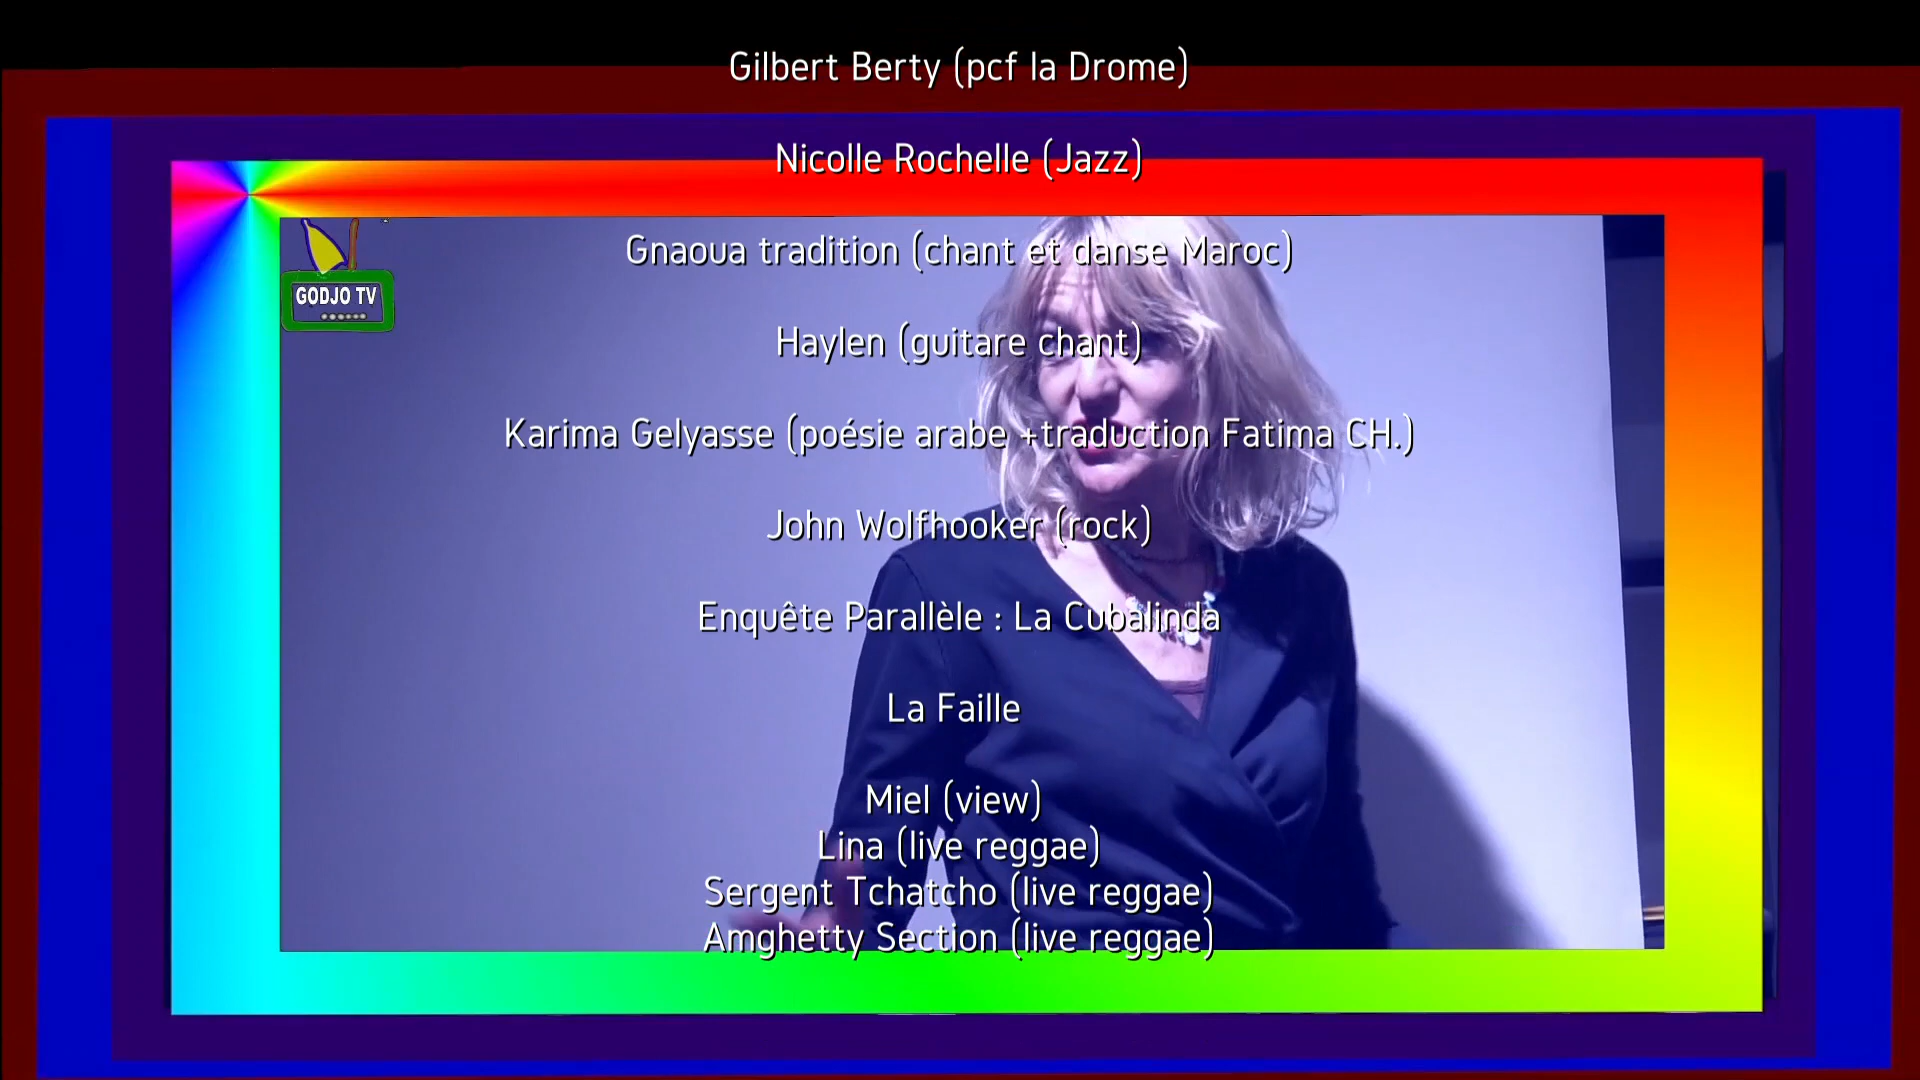 Gilbert Berty (pcf la Drome)
Nicolle Rochelle (Jazz)
Gnaoua tradition (chant et danse Maroc)
GODJO TV
Haylen (guitare chant)
Karima Gelyasse (poésie arabe +traduction Fatima CH.)
John Wolfhooker (rock)
Enquête Parallèle : La Cubalinda
La Faille
Miel (view)
Lina (live reggae)
Sergent Tchatcho (live reggae)
Amghetty Section (live reggae)